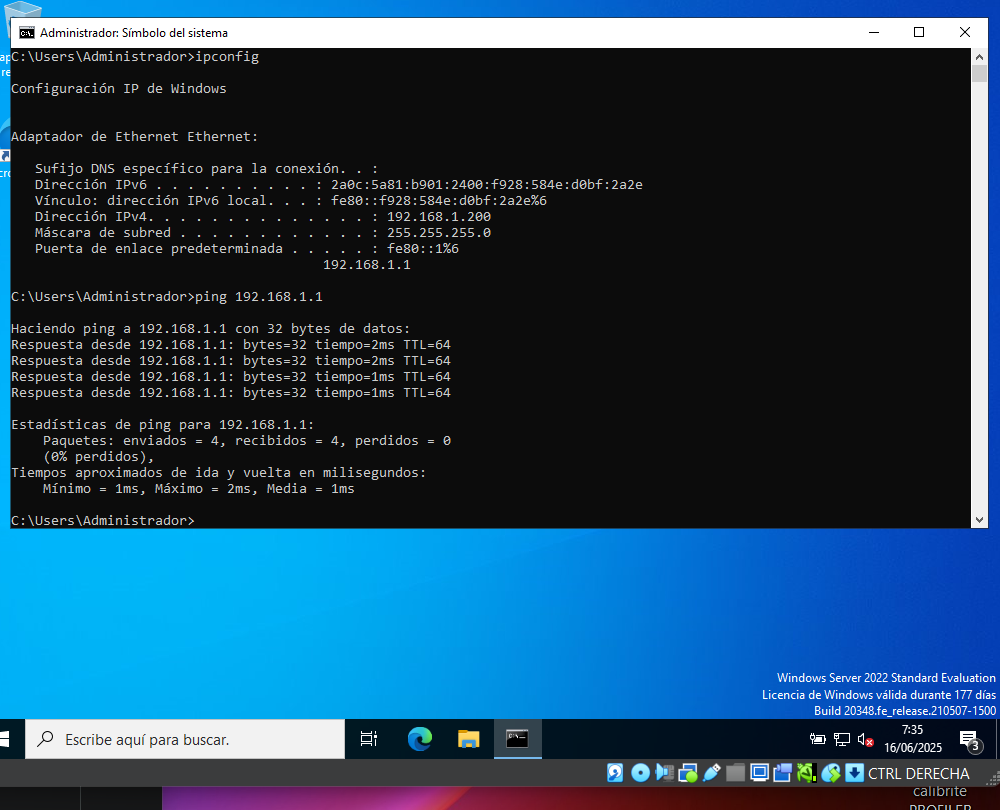 Administrador: Símbolo del sistema
C:\Users\Administrador>ipconfig
Configuración IP de Windows
Adaptador de Ethernet Ethernet:
Sufijo DNS específico para la conexión. . :
Dirección IPv6 . . . . . . . . . . : 2a0c:5a81:b901:2400:f928:584e:d0bf:2a2e
Vínculo: dirección IPv6 local. . . : fe80::f928:584e:d0bf:2a2e%6
Dirección IPv4. . . . . . . . . . . . . . : 192.168.1.200
Máscara de subred . . . . . . . . . . . . : 255.255.255.0
Puerta de enlace predeterminada . . . . . : fe80::1%6
192.168.1.1
C:\Users\Administrador>ping 192.168.1.1
Haciendo ping a 192.168.1.1 con 32 bytes de datos:
Respuesta desde 192.168.1.1: bytes=32 tiempo=2ms TTL=64
Respuesta desde 192.168.1.1: bytes=32 tiempo=2ms TTL=64
Respuesta desde 192.168.1.1: bytes=32 tiempo=1ms TTL=64
Respuesta desde 192.168.1.1: bytes=32 tiempo=1ms TTL=64
Estadísticas de ping para 192.168.1.1:
Paquetes: enviados = 4, recibidos = 4, perdidos = 0
(0% perdidos),
Tiempos aproximados de ida y vuelta en milisegundos:
Mínimo = 1ms, Máximo = 2ms, Media = 1ms
C:\Users\Administrador>
Windows Server 2022 Standard Evaluation
Licencia de Windows válida durante 177 días
Build 20348.fe_release.210507-1500
Escribe aquí para buscar.
7:35
16/06/2025
3
CTRL DERECHA
calibrite
PROFILER